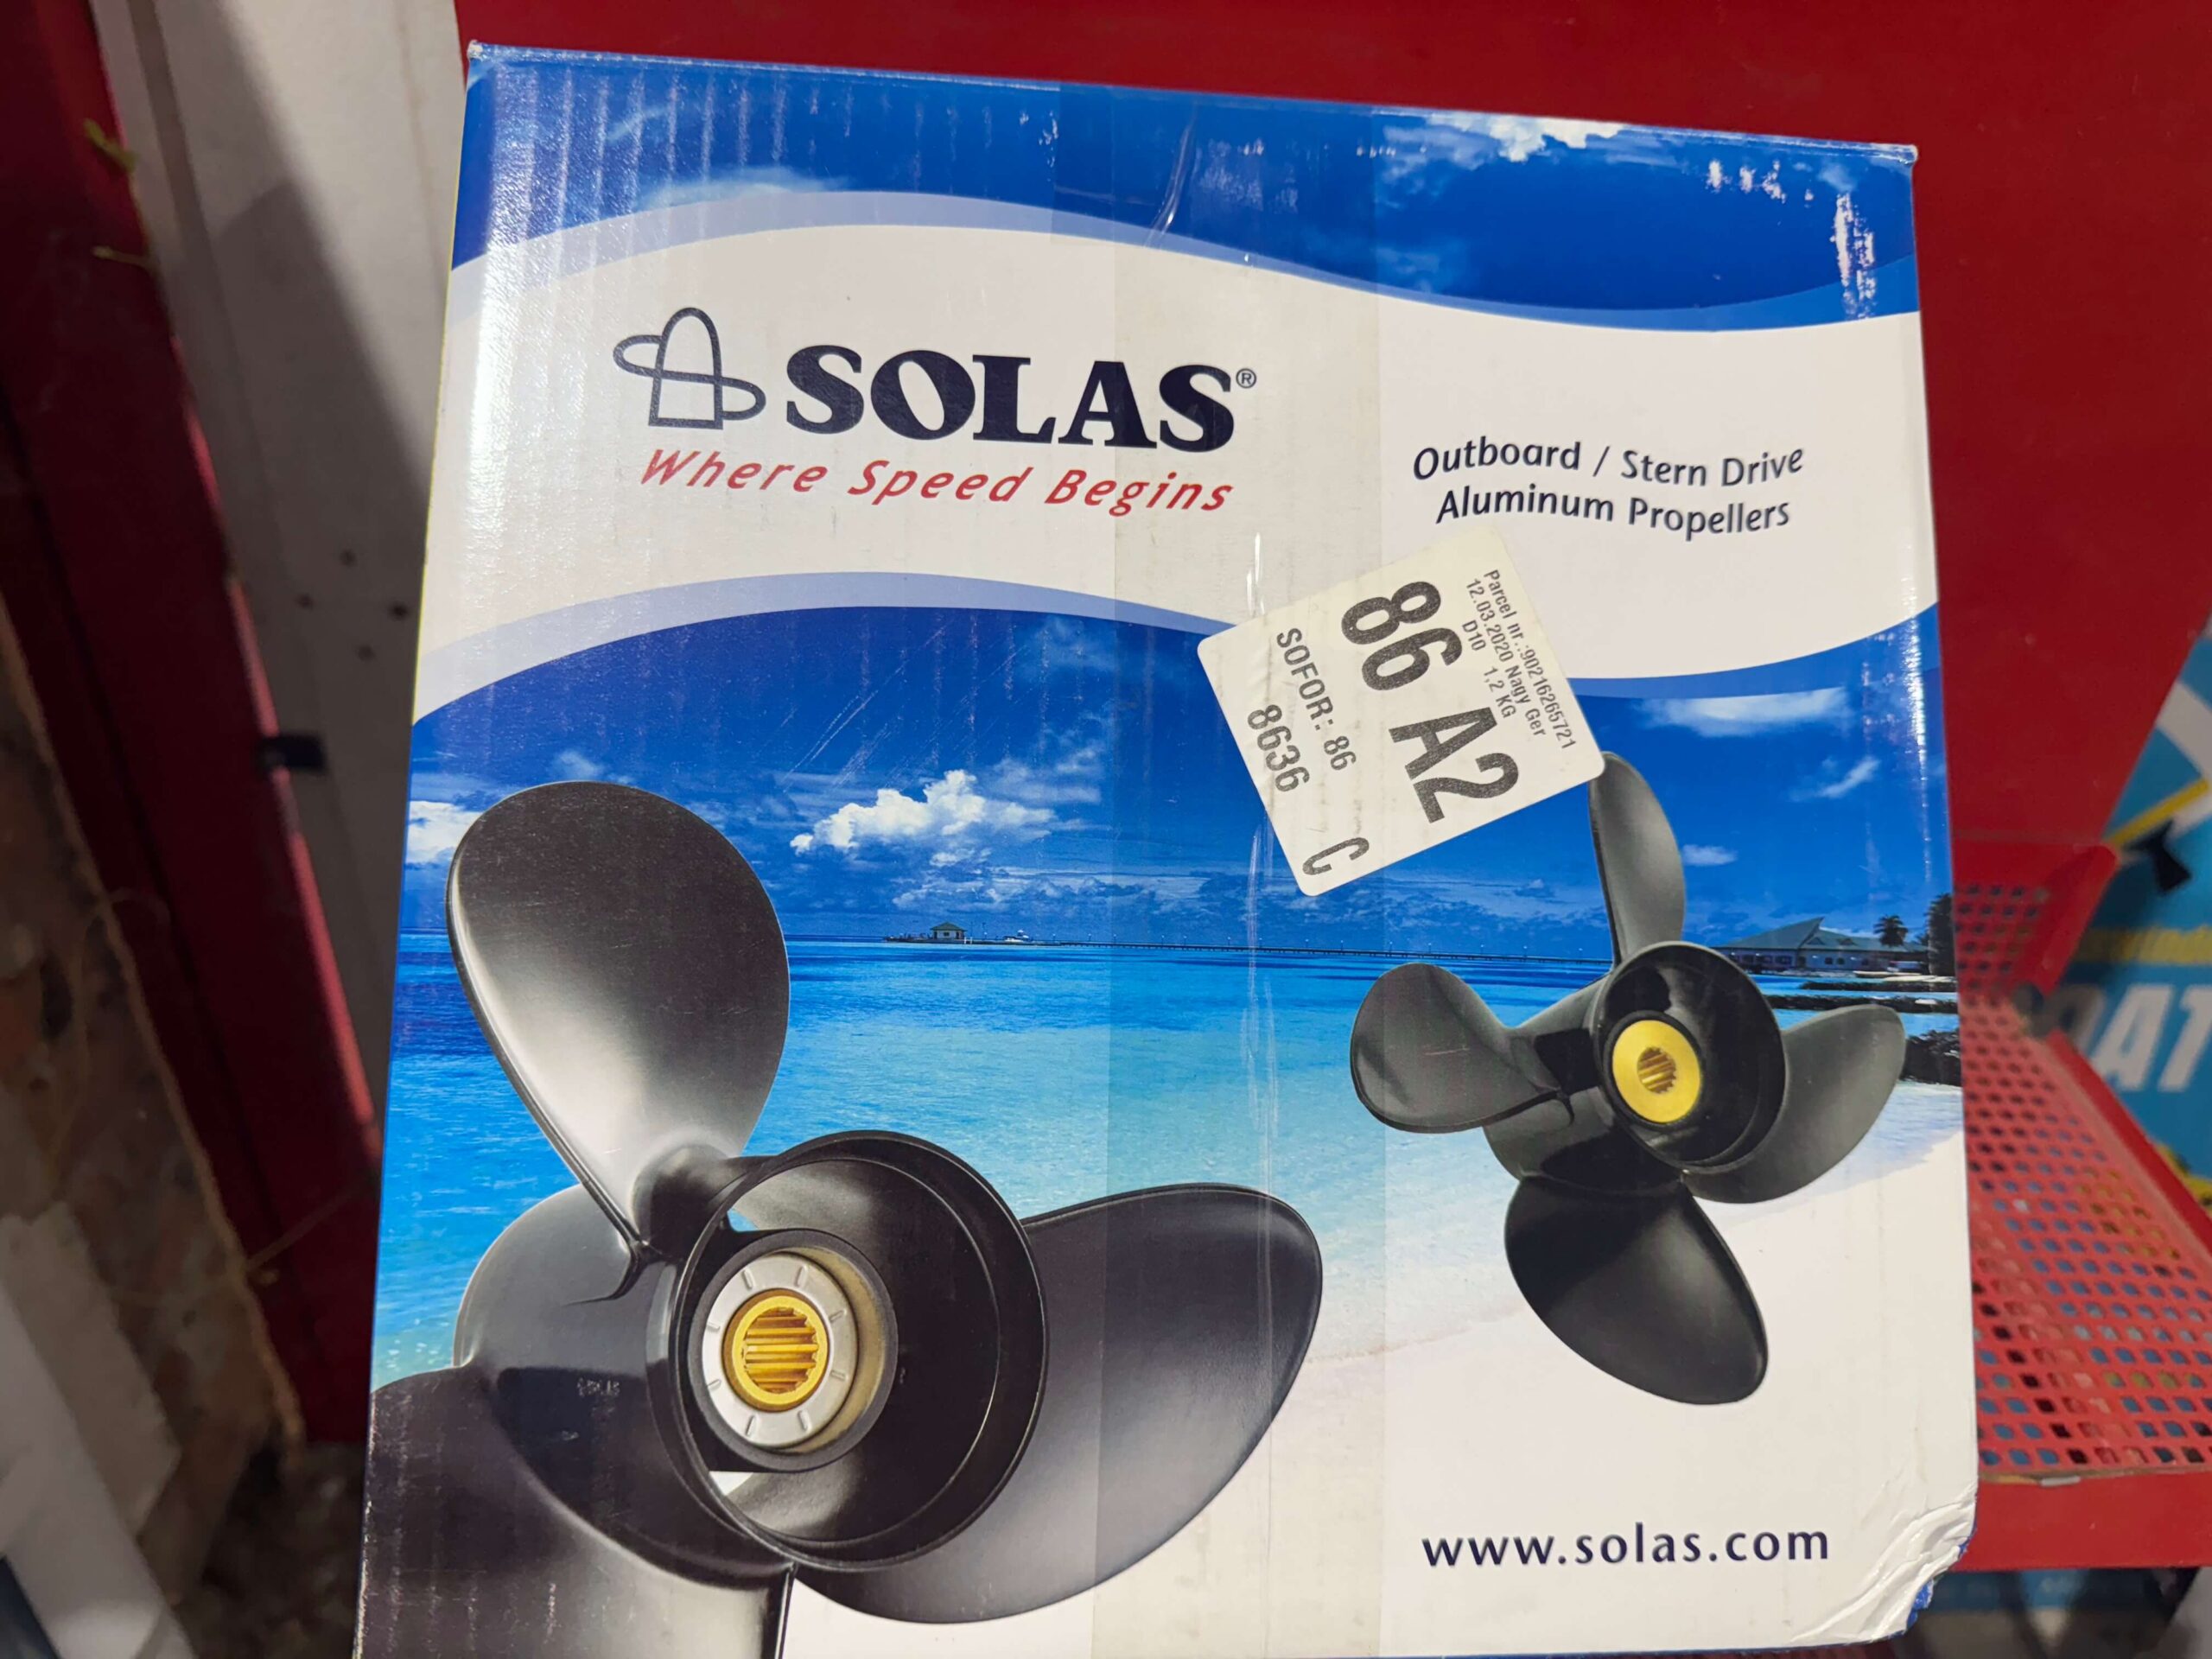 SOLAS®
Where Speed Begins
Outboard / Stern Drive
Aluminum Propellers
Parcel nr.:90216265721
12.03.2020 Nagy Ger
D10 1,2 KG
86 A2
SOFOR: 86
8636 C
www.solas.com
OAT